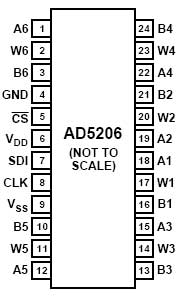 A6 1 24 B4
W6 2 23 W4
B6 3 22 A4
GND 4 21 B2
CS 5 20 W2
VDD 6 19 A2
SDI 7 18 A1
CLK 8 17 W1
VSS 9 16 B1
B5 10 15 A3
W5 11 14 W3
A5 12 13 B3
AD5206
(NOT TO
SCALE)